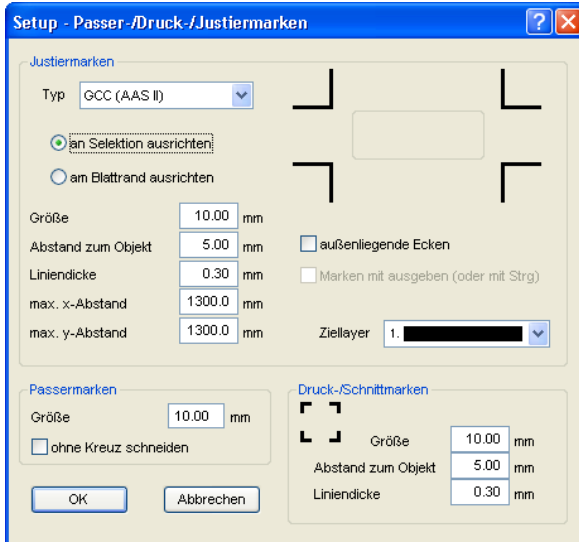 Setup - Passer-/Druck-/Justiermarken
Justiermarken
Typ GCC (AAS II)
an Selektion ausrichten
am Blattrand ausrichten
Größe 10.00 mm
Abstand zum Objekt 5.00 mm
Liniendicke 0.30 mm
max. x-Abstand 1300.0 mm
max. y-Abstand 1300.0 mm
außenliegende Ecken
Marken mit ausgeben (oder mit Strg)
Ziellayer 1.
Passermarken
Größe 10.00 mm
ohne Kreuz schneiden
Druck-/Schnittmarken
Größe 10.00 mm
Abstand zum Objekt 5.00 mm
Liniendicke 0.30 mm
OK Abbrechen